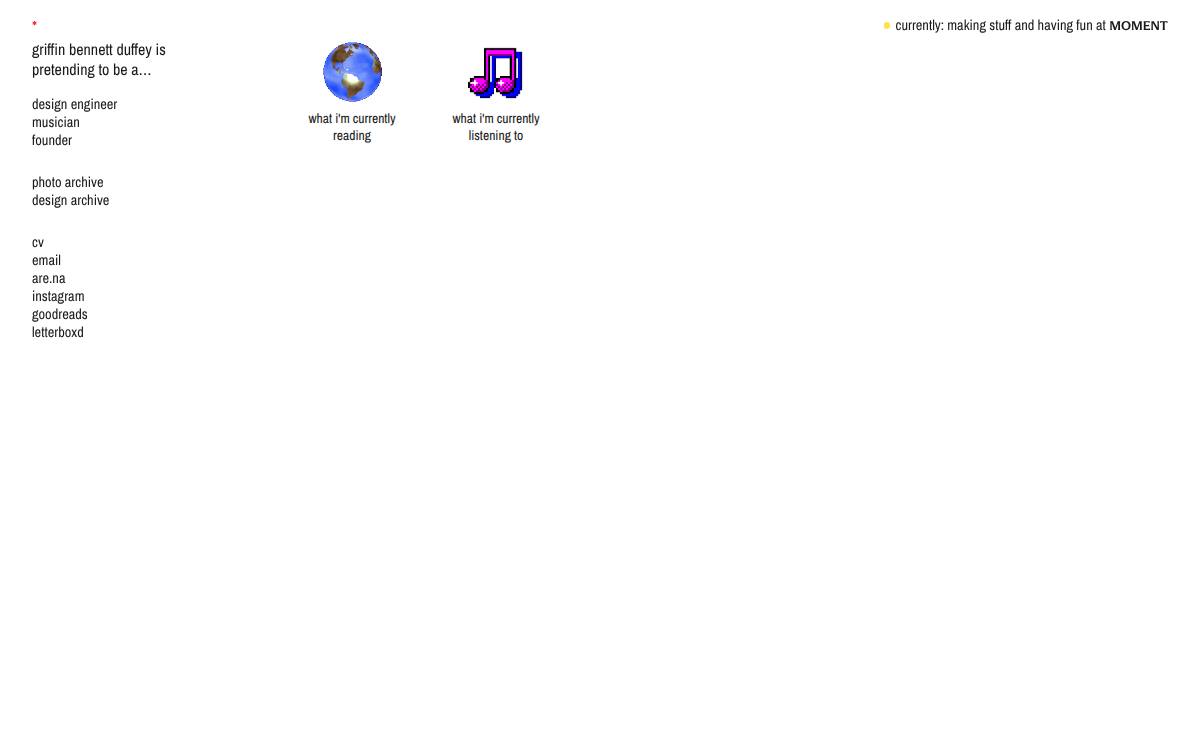 *
currently: making stuff and having fun at MOMENT
griffin bennett duffey is
pretending to be a...
design engineer
musician
founder
photo archive
design archive
cv
email
are.na
instagram
goodreads
letterboxd
what i'm currently
reading
what i'm currently
listening to